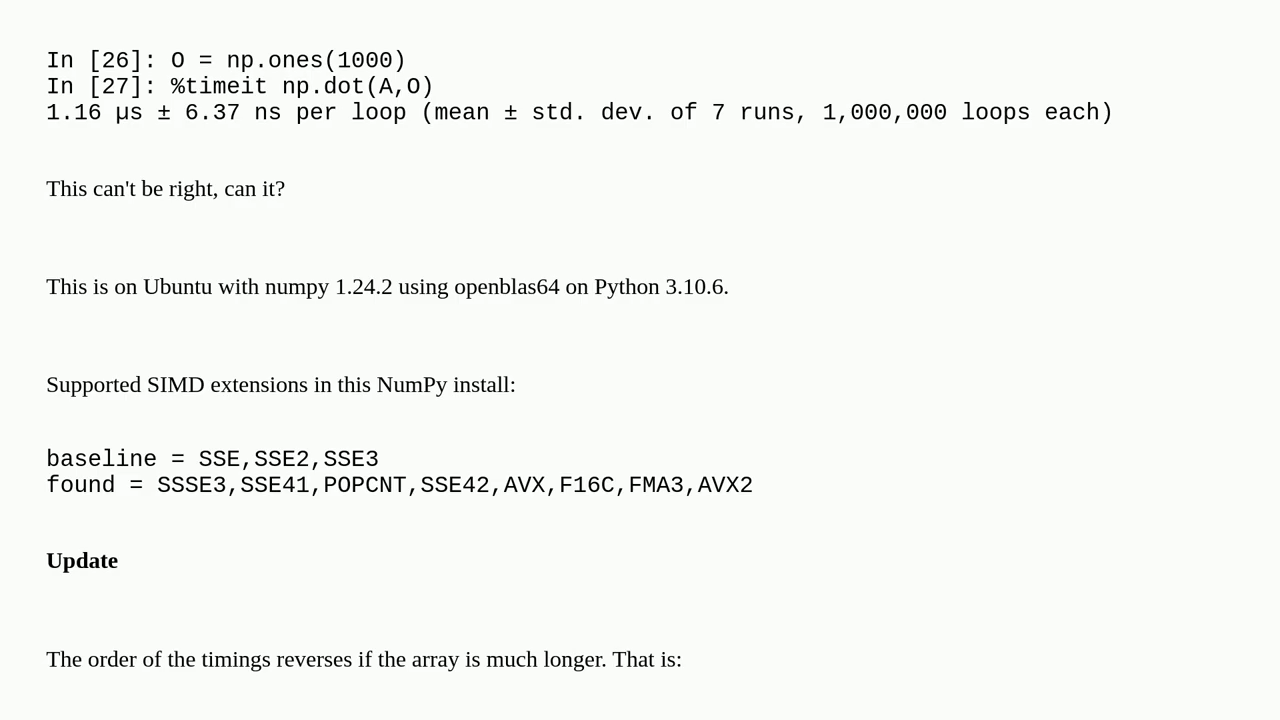 In [26]: O = np.ones(1000)
In [27]: %timeit np.dot(A,O)
1.16 µs ± 6.37 ns per loop (mean ± std. dev. of 7 runs, 1,000,000 loops each)
This can't be right, can it?
This is on Ubuntu with numpy 1.24.2 using openblas64 on Python 3.10.6.
Supported SIMD extensions in this NumPy install:
baseline = SSE,SSE2,SSE3
found = SSSE3,SSE41,POPCNT,SSE42,AVX,F16C,FMA3,AVX2
Update
The order of the timings reverses if the array is much longer. That is: